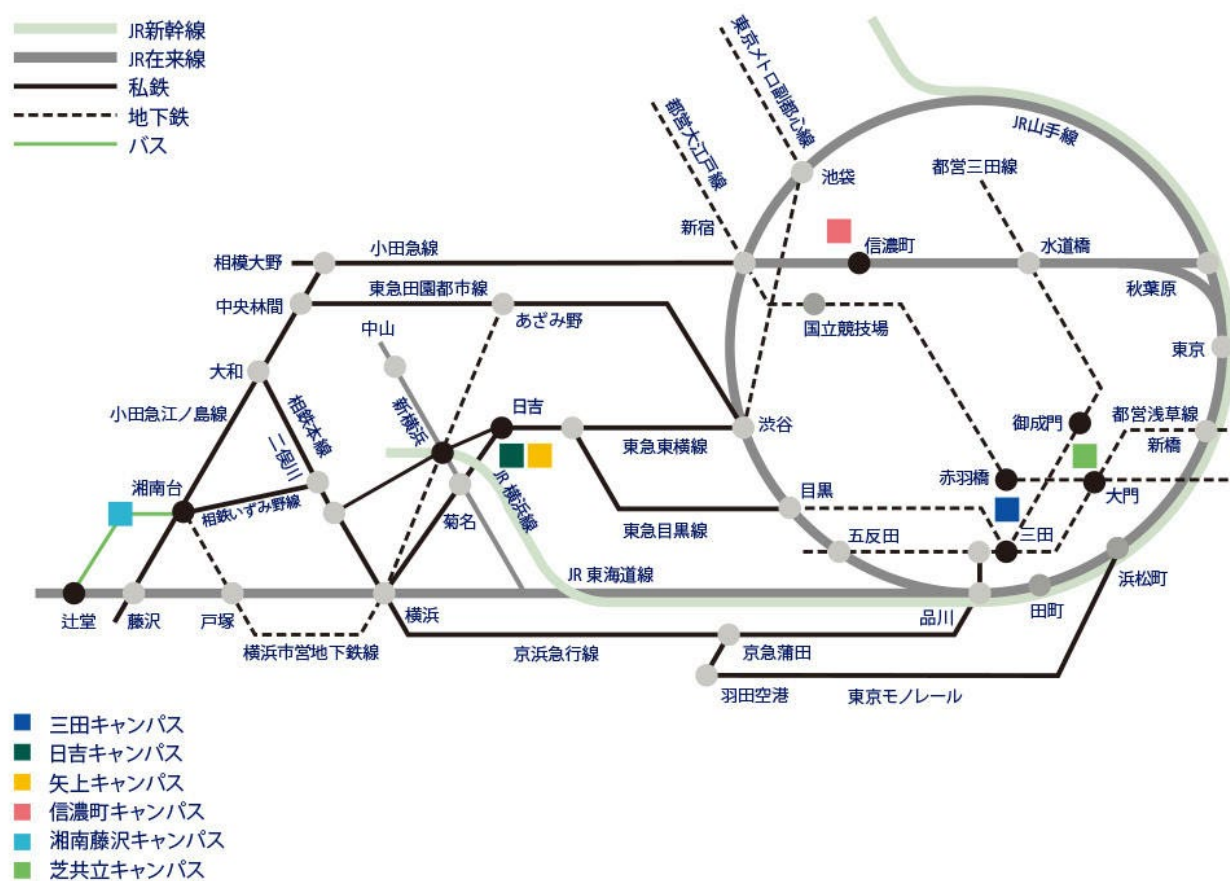 JR新幹線
JR在来線
私鉄
地下鉄
バス
東京メトロ副都心線
都営大江戸線
JR山手線
池袋
都営三田線
新宿
信濃町
水道橋
小田急線
相模大野
東急田園都市線
中央林間
あざみ野
国立競技場
秋葉原
中山
東京
大和
相鉄本線
新横浜
日吉
小田急江ノ島線
二俣川
東急東横線
渋谷
御成門
都営浅草線
新橋
湘南台
相鉄いずみ野線
JR 横浜線
菊名
東急目黒線
目黒
赤羽橋
大門
五反田
三田
JR 東海道線
浜松町
辻堂
藤沢
戸塚
横浜
品川
田町
横浜市営地下鉄線
京浜急行線
京急蒲田
羽田空港
東京モノレール
三田キャンパス
日吉キャンパス
矢上キャンパス
信濃町キャンパス
湘南藤沢キャンパス
芝共立キャンパス